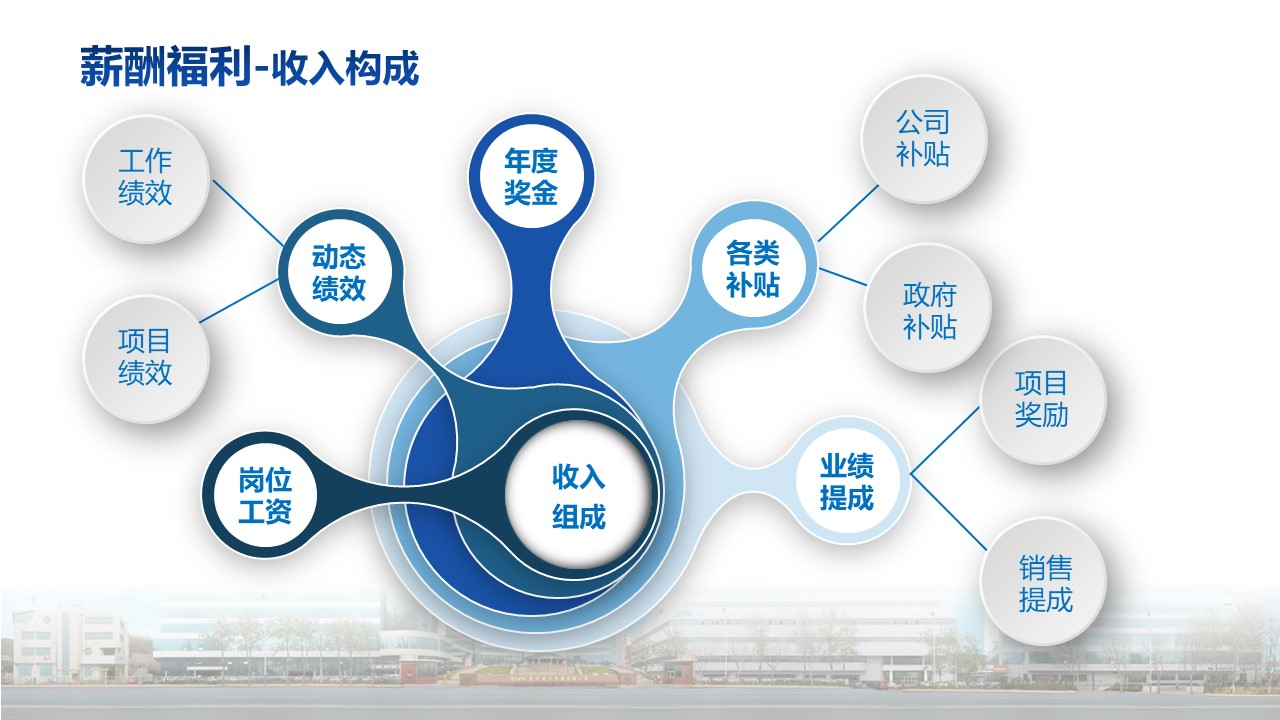 薪酬福利-收入构成
工作
绩效
项目
绩效
动态
绩效
岗位
工资
年度
奖金
收入
组成
各类
补贴
公司
补贴
政府
补贴
业绩
提成
项目
奖励
销售
提成